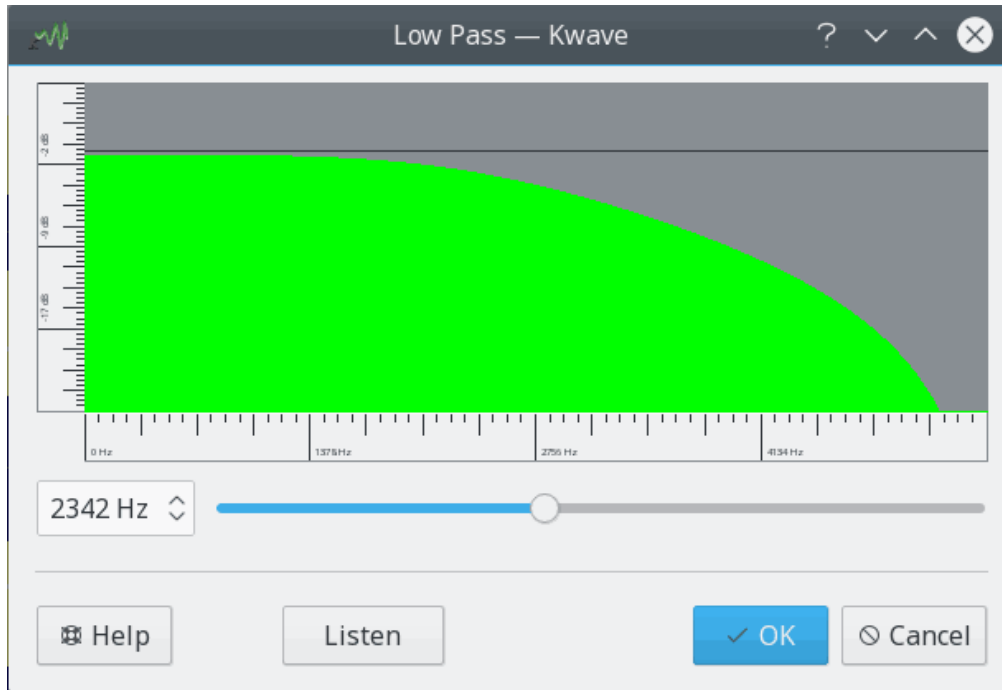 Low Pass — Kwave
-2 dB
-9 dB
-17 dB
0 Hz 1378 Hz 2756 Hz 4134 Hz
2342 Hz
Help Listen OK Cancel